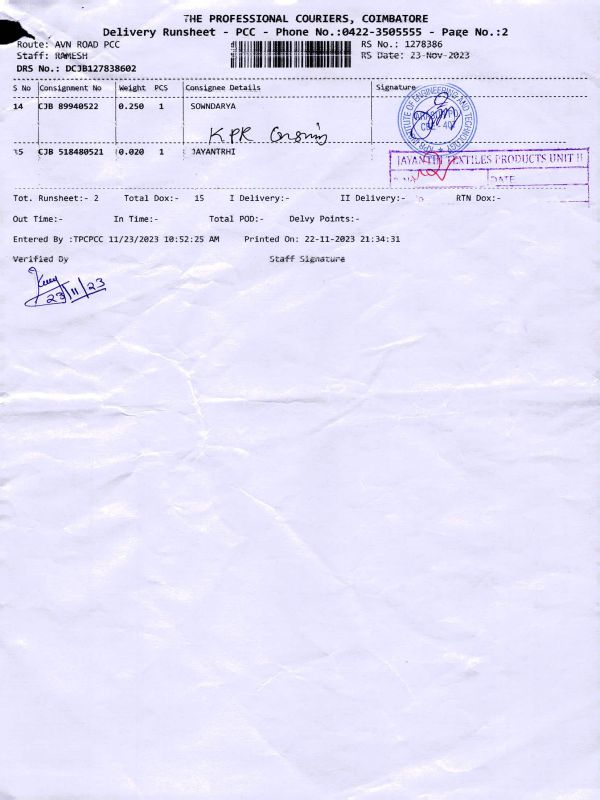 THE PROFESSIONAL COURIERS, COIMBATORE
Delivery Runsheet - PCC - Phone No.:0422-3505555 - Page No.:2
Route: AVN ROAD PCC
RS No.: 1278386
Staff: RAMESH
RS Date: 23-Nov-2023
DRS No.: DCJB127838602
S No Consignment No Weight PCS Consignee Details Signature
14 CJB 89940522 0.250 1 SOWNDARYA
KPR
INSTITUTE OF ENGINEERING AND TECHNOLOGY
15 CJB 518480521 0.020 1 JAYANTRHI
JAYANTHI TEXTILES PRODUCTS UNIT II
DATE
Tot. Runsheet:- 2 Total Dox:- 15 I Delivery:- II Delivery:- RTN Dox:-
Out Time:- In Time:- Total POD:- Delvy Points:-
Entered By :TPCPCC 11/23/2023 10:52:25 AM Printed On: 22-11-2023 21:34:31
Verified By Staff Signature
23/11/23